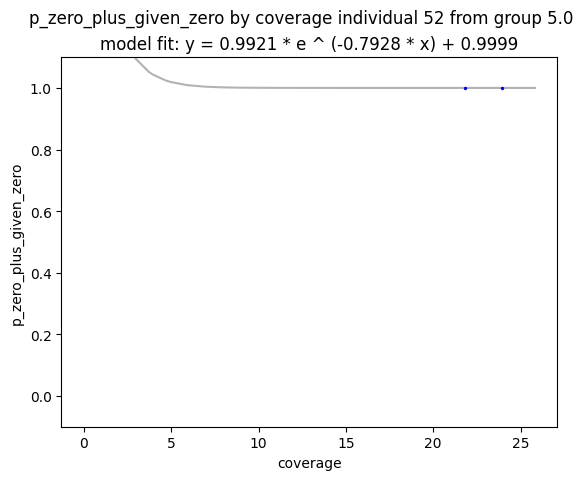 p_zero_plus_given_zero by coverage individual 52 from group 5.0
model fit: y = 0.9921 * e ^ (-0.7928 * x) + 0.9999
1.0
0.8
0.6
0.4
0.2
0.0
p_zero_plus_given_zero
0 5 10 15 20 25
coverage